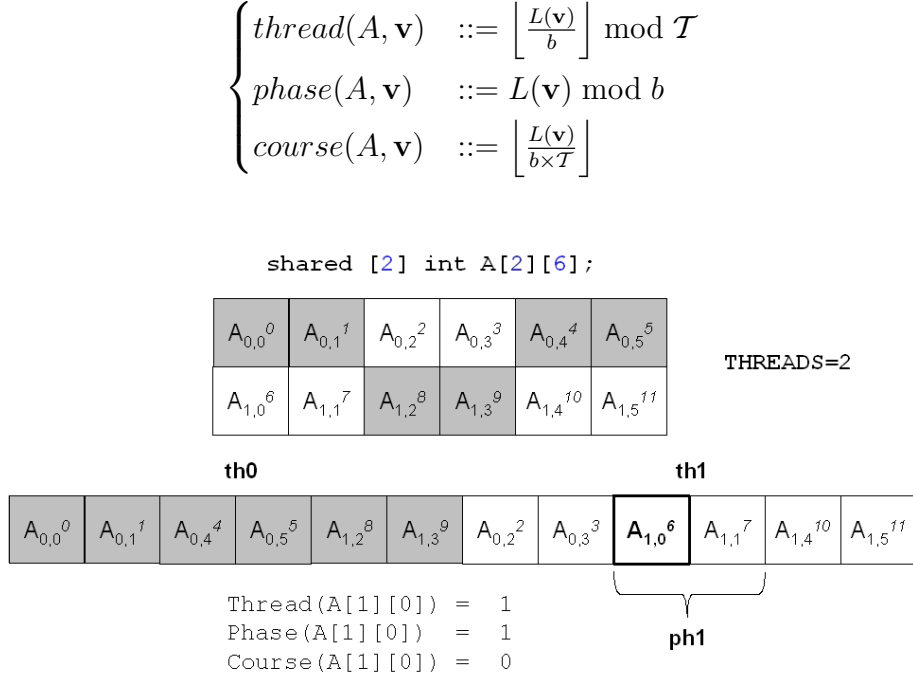 thread(A, v) ::= ⌊L(v)/b⌋ mod T
phase(A, v) ::= L(v) mod b
course(A, v) ::= ⌊L(v)/(b×T)⌋
shared [2] int A[2][6];
A0,0^0 A0,1^1 A0,2^2 A0,3^3 A0,4^4 A0,5^5
THREADS=2
A1,0^6 A1,1^7 A1,2^8 A1,3^9 A1,4^10 A1,5^11
th0 th1
A0,0^0 A0,1^1 A0,4^4 A0,5^5 A1,2^8 A1,3^9 A0,2^2 A0,3^3 A1,0^6 A1,1^7 A1,4^10 A1,5^11
Thread(A[1][0]) = 1
Phase(A[1][0]) = 1
Course(A[1][0]) = 0
ph1